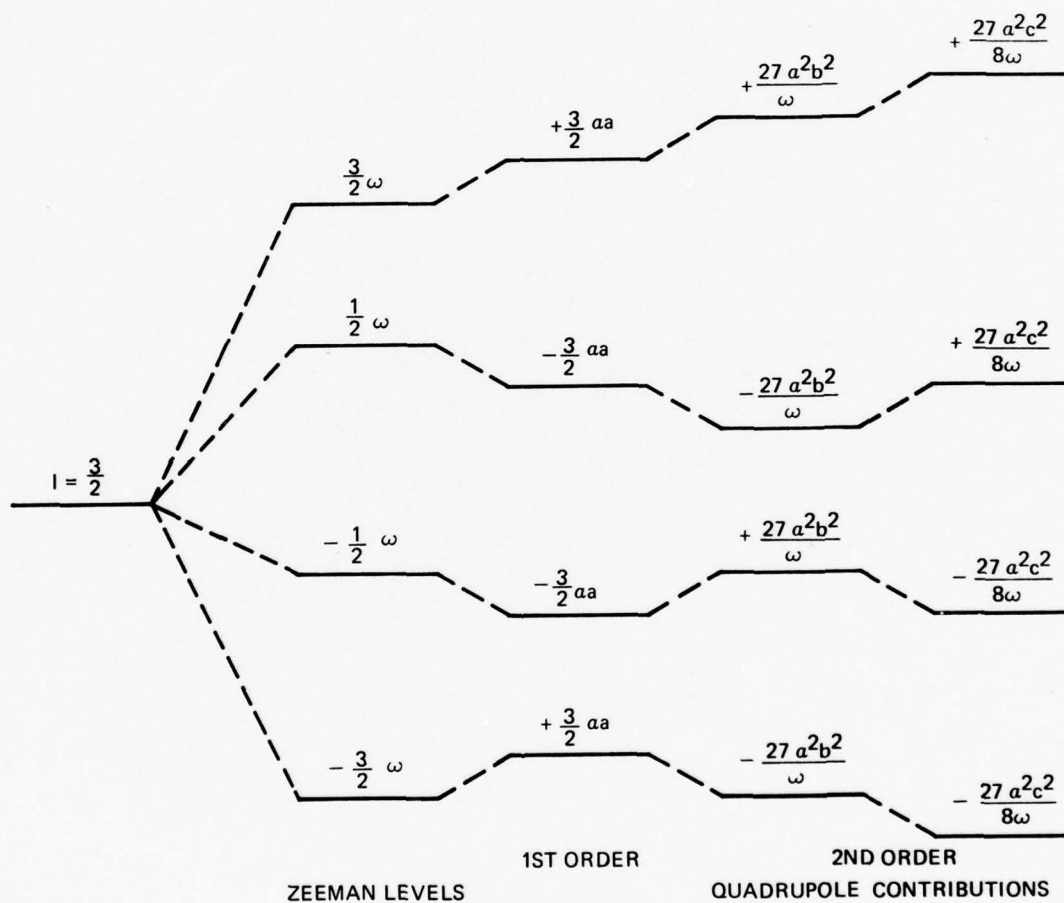 + 27 a²c² / 8ω
+ 27 a²b² / ω
+ 3/2 αa
3/2 ω
1/2 ω
- 3/2 αa
- 27 a²b² / ω
+ 27 a²c² / 8ω
I = 3/2
- 1/2 ω
- 3/2 αa
+ 27 a²b² / ω
- 27 a²c² / 8ω
- 3/2 ω
+ 3/2 αa
- 27 a²b² / ω
- 27 a²c² / 8ω
1ST ORDER
2ND ORDER
ZEEMAN LEVELS
QUADRUPOLE CONTRIBUTIONS